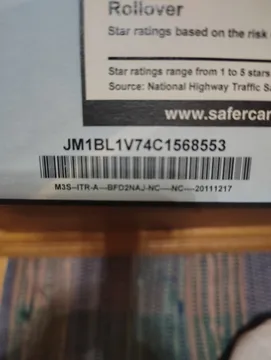 Rollover
Star ratings based on the risk
Star ratings range from 1 to 5 stars
Source: National Highway Traffic
www.safercar
JM1BL1V74C1568553
M3S--ITR-A---BFD2NAJ-NC----NC----20111217